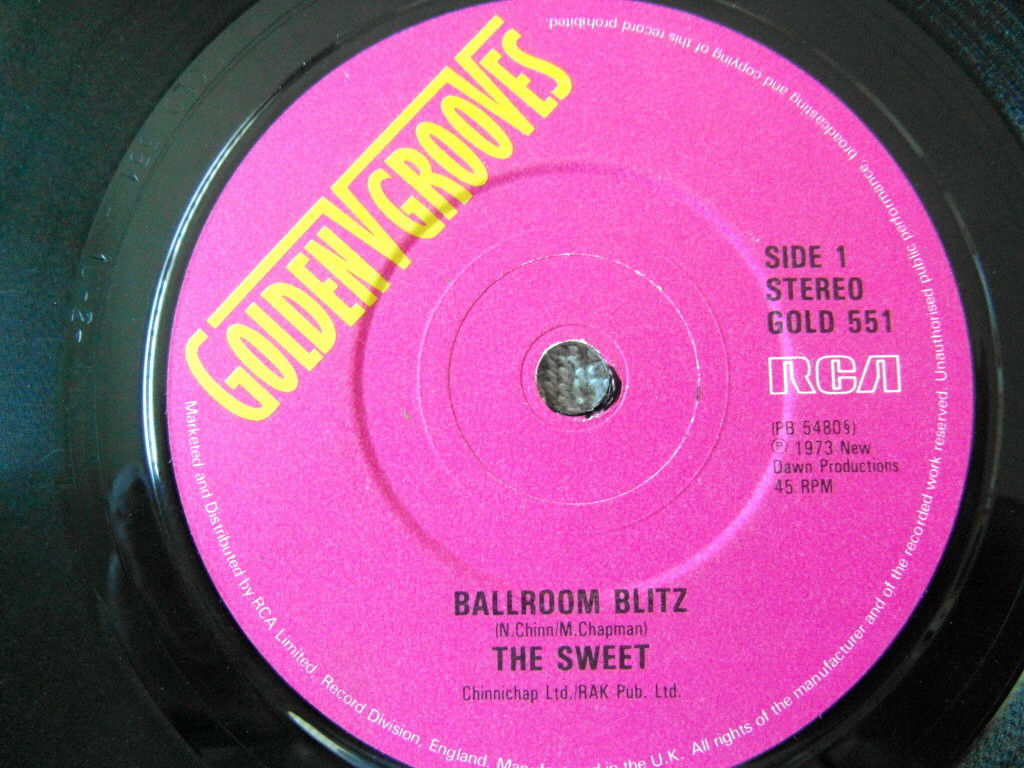 GOLDEN GROOVES
SIDE 1
STEREO
GOLD 551
RCA
(PB 5480§)
Ⓟ 1973 New
Dawn Productions
45 RPM
BALLROOM BLITZ
(N.Chinn/M.Chapman)
THE SWEET
Chinnichap Ltd./RAK Pub. Ltd.
Marketed and Distributed by RCA Limited, Record Division, England. in the U.K. All rights of the manufacturer and of the recorded work reserved. Unauthorised public performance, broadcasting and copying of this record prohibited.